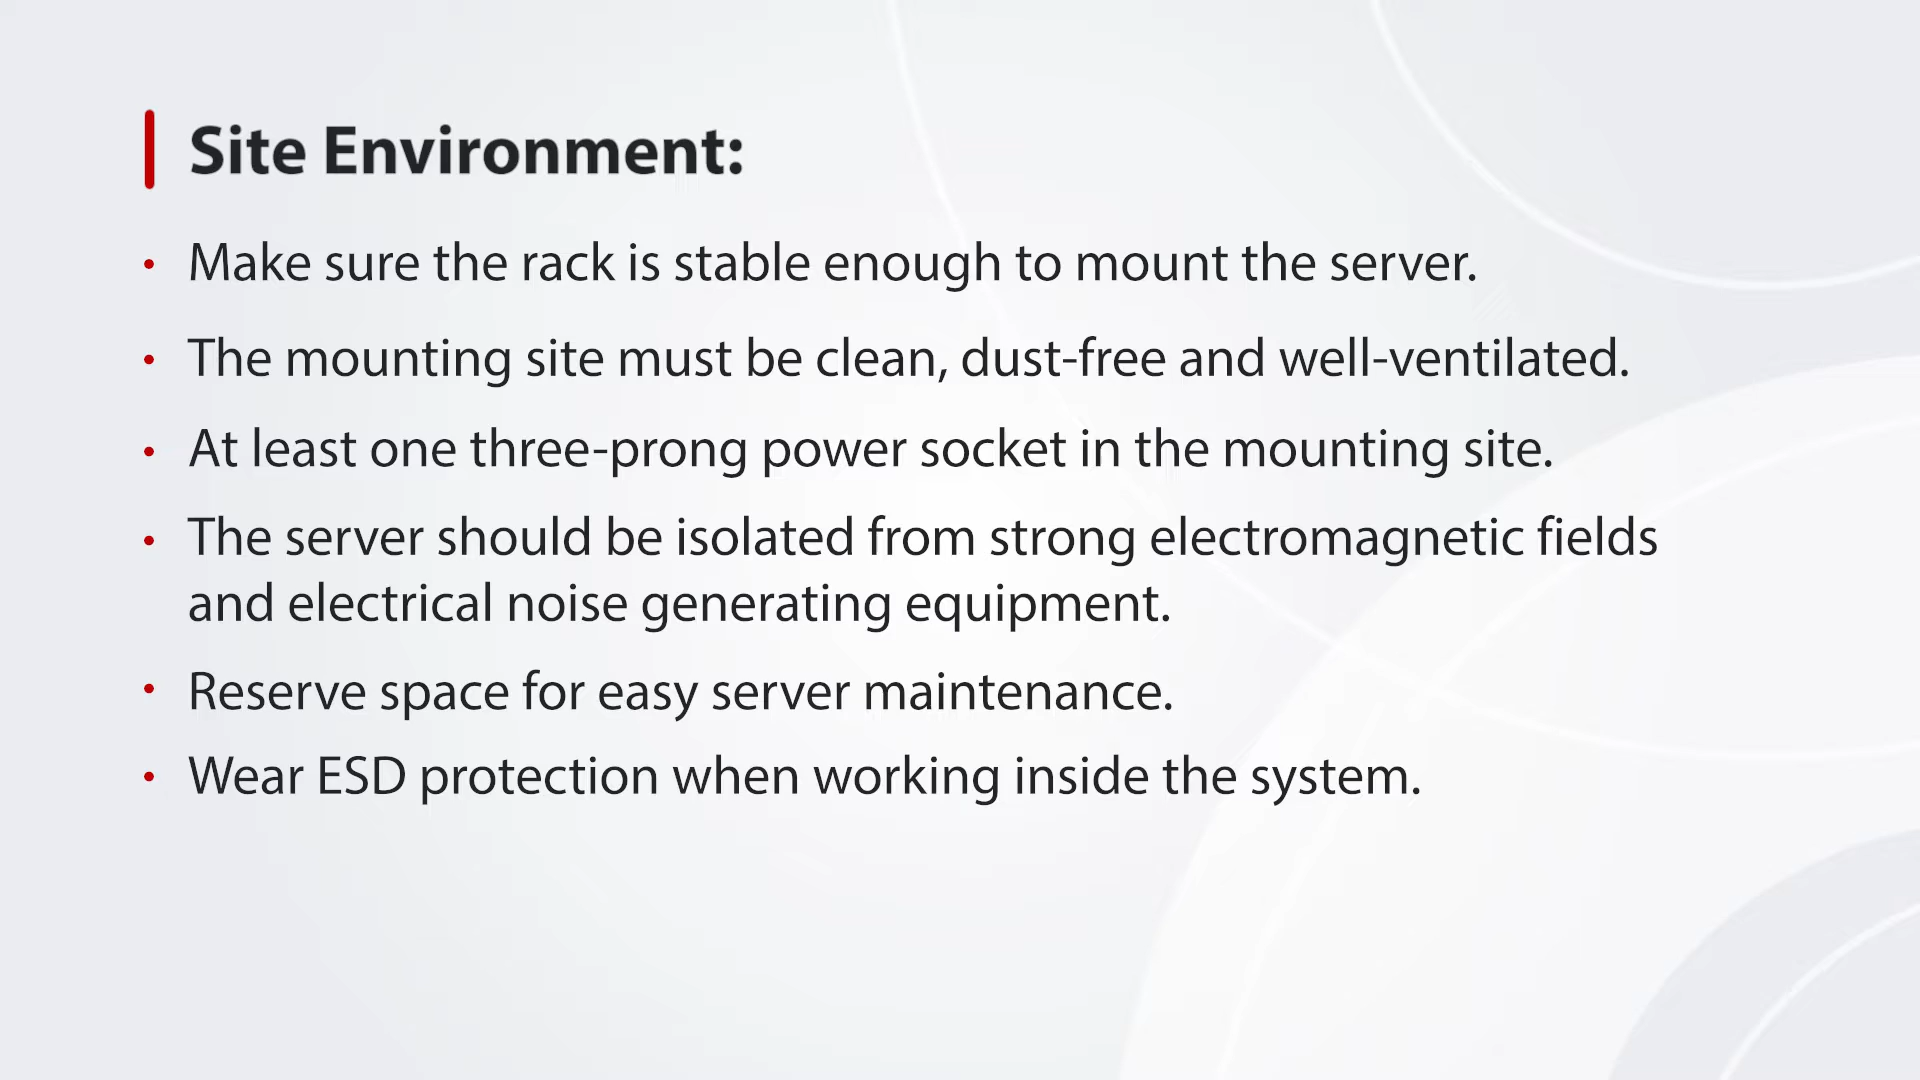 Site Environment:
• Make sure the rack is stable enough to mount the server.
• The mounting site must be clean, dust-free and well-ventilated.
• At least one three-prong power socket in the mounting site.
• The server should be isolated from strong electromagnetic fields
and electrical noise generating equipment.
• Reserve space for easy server maintenance.
• Wear ESD protection when working inside the system.